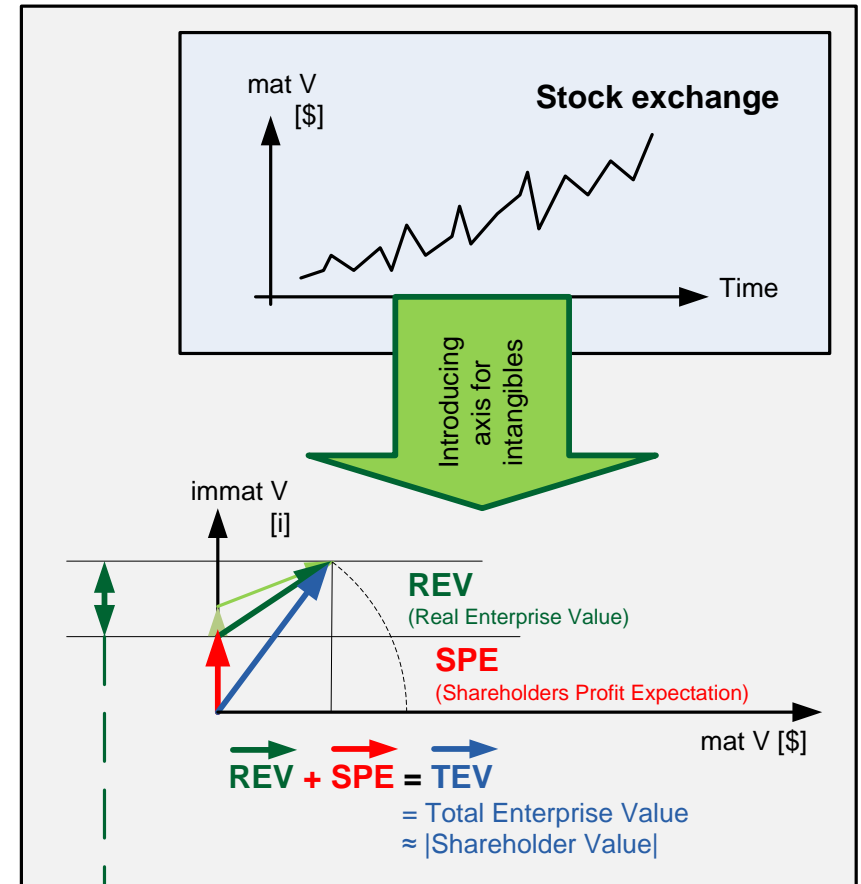 mat V
[$]
Stock exchange
Time
Introducing
axis for
intangibles
immat V
[i]
REV
(Real Enterprise Value)
SPE
(Shareholders Profit Expectation)
mat V [$]
REV + SPE = TEV
= Total Enterprise Value
≈ |Shareholder Value|